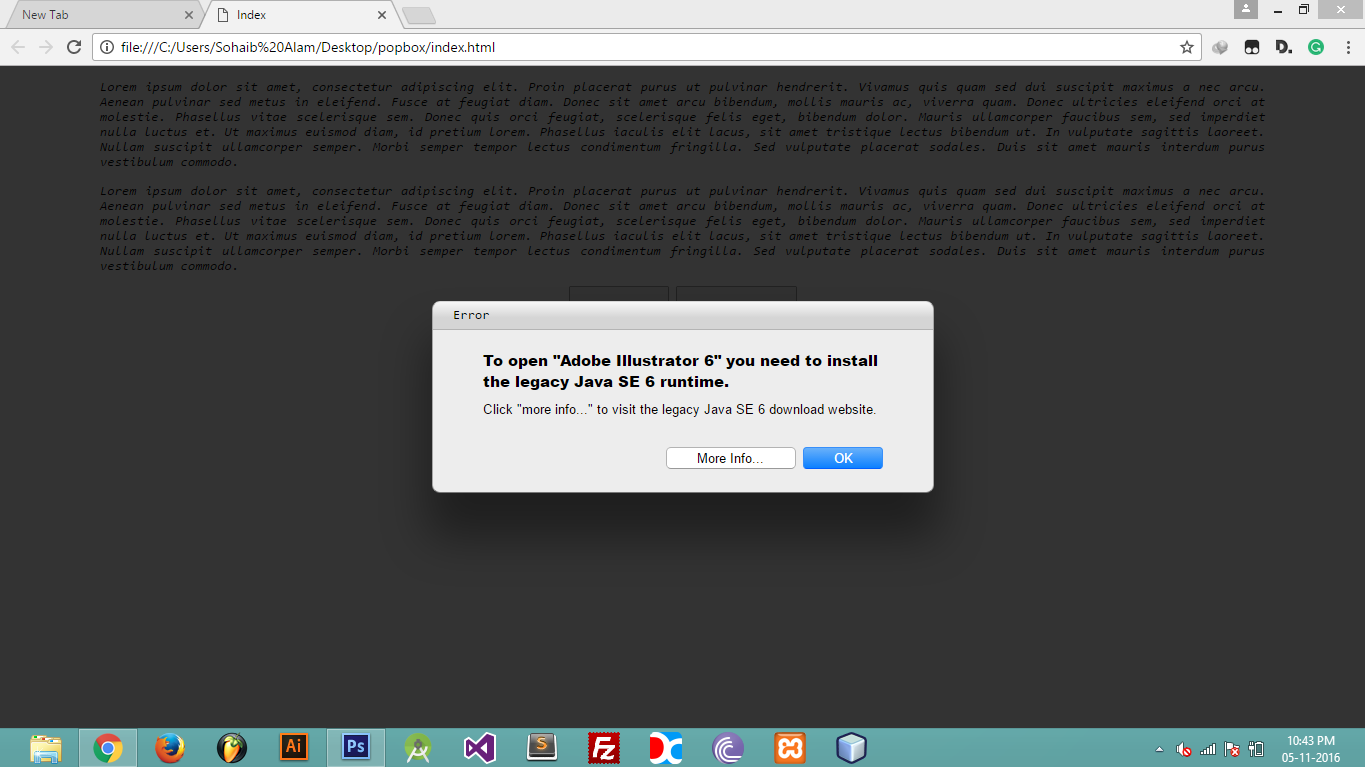 New Tab
Index
file:///C:/Users/Sohaib%20Alam/Desktop/popbox/index.html
D.
Lorem ipsum dolor sit amet, consectetur adipiscing elit. Proin placerat purus ut pulvinar hendrerit. Vivamus quis quam sed dui suscipit maximus a nec arcu.
Aenean pulvinar sed metus in eleifend. Fusce at feugiat diam. Donec sit amet arcu bibendum, mollis mauris ac, viverra quam. Donec ultricies eleifend orci at
molestie. Phasellus vitae scelerisque sem. Donec quis orci feugiat, scelerisque felis eget, bibendum dolor. Mauris ullamcorper faucibus sem, sed imperdiet
nulla luctus et. Ut maximus euismod diam, id pretium lorem. Phasellus iaculis elit lacus, sit amet tristique lectus bibendum ut. In vulputate sagittis laoreet.
Nullam suscipit ullamcorper semper. Morbi semper tempor lectus condimentum fringilla. Sed vulputate placerat sodales. Duis sit amet mauris interdum purus
vestibulum commodo.
Lorem ipsum dolor sit amet, consectetur adipiscing elit. Proin placerat purus ut pulvinar hendrerit. Vivamus quis quam sed dui suscipit maximus a nec arcu.
Aenean pulvinar sed metus in eleifend. Fusce at feugiat diam. Donec sit amet arcu bibendum, mollis mauris ac, viverra quam. Donec ultricies eleifend orci at
molestie. Phasellus vitae scelerisque sem. Donec quis orci feugiat, scelerisque felis eget, bibendum dolor. Mauris ullamcorper faucibus sem, sed imperdiet
nulla luctus et. Ut maximus euismod diam, id pretium lorem. Phasellus iaculis elit lacus, sit amet tristique lectus bibendum ut. In vulputate sagittis laoreet.
Nullam suscipit ullamcorper semper. Morbi semper tempor lectus condimentum fringilla. Sed vulputate placerat sodales. Duis sit amet mauris interdum purus
vestibulum commodo.
Error
To open "Adobe Illustrator 6" you need to install
the legacy Java SE 6 runtime.
Click "more info..." to visit the legacy Java SE 6 download website.
More Info...
OK
Ai
Ps
S
Fz
10:43 PM
05-11-2016